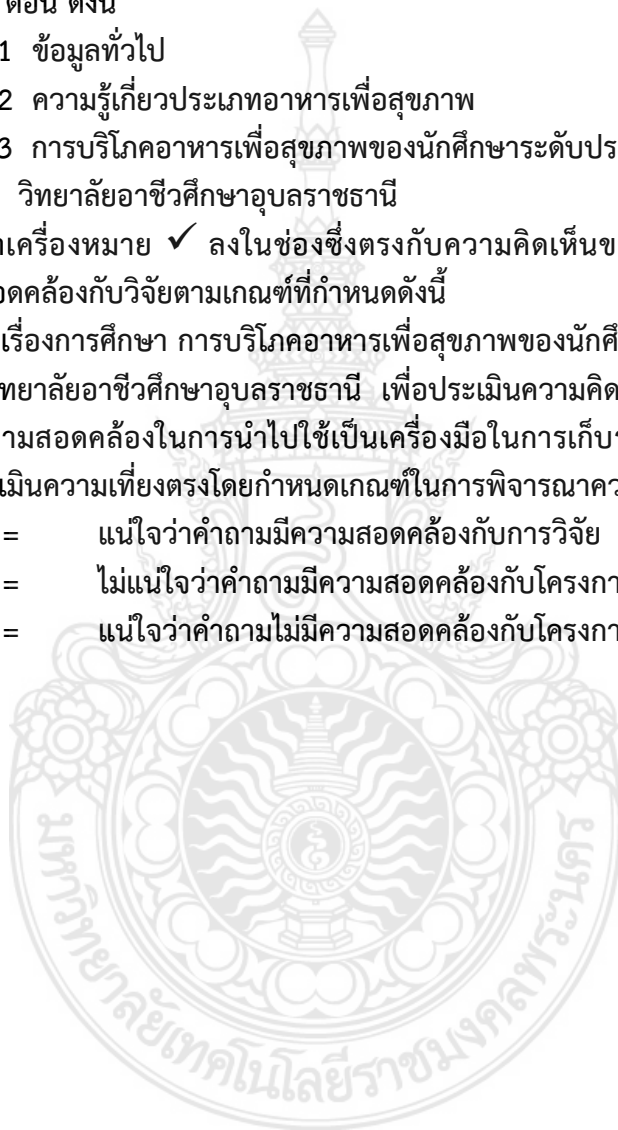 ตอน ดังนี้
1 ข้อมูลทั่วไป
2 ความรู้เกี่ยวประเภทอาหารเพื่อสุขภาพ
3 การบริโภคอาหารเพื่อสุขภาพของนักศึกษาระดับประ
วิทยาลัยอาชีวศึกษาอุบลราชธานี
เครื่องหมาย ✓ ลงในช่องซึ่งตรงกับความคิดเห็นข
อดคล้องกับวิจัยตามเกณฑ์ที่กำหนดดังนี้
เรื่องการศึกษา การบริโภคอาหารเพื่อสุขภาพของนักศึ
ทยาลัยอาชีวศึกษาอุบลราชธานี เพื่อประเมินความคิด
ามสอดคล้องในการนำไปใช้เป็นเครื่องมือในการเก็บร
เมินความเที่ยงตรงโดยกำหนดเกณฑ์ในการพิจารณาคว
= แน่ใจว่าคำถามมีความสอดคล้องกับการวิจัย
= ไม่แน่ใจว่าคำถามมีความสอดคล้องกับโครงกา
= แน่ใจว่าคำถามไม่มีความสอดคล้องกับโครงกา
มหาวิทยาลัยเทคโนโลยีราชมงคลพระนคร